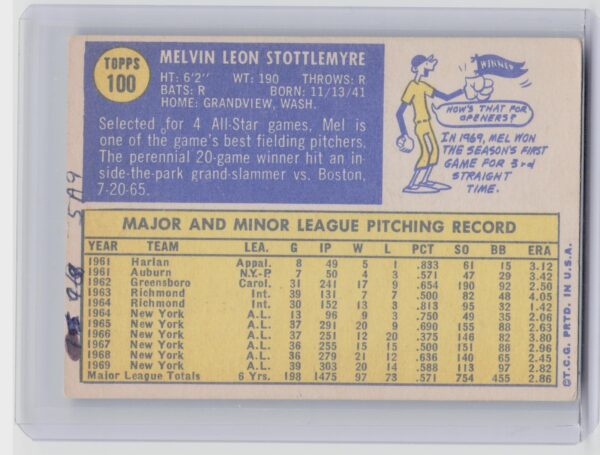 TOPPS
100
MELVIN LEON STOTTLEMYRE
HT: 6'2" WT: 190 THROWS: R
BATS: R BORN: 11/13/41
HOME: GRANDVIEW, WASH.
Selected for 4 All-Star games, Mel is
one of the game's best fielding pitchers.
The perennial 20-game winner hit an in-
side-the-park grand-slammer vs. Boston,
7-20-65.
WINNER
HOW'S THAT FOR
OPENERS?
IN 1969, MEL WON
THE SEASON'S FIRST
GAME FOR 3rd
STRAIGHT
TIME.
5A9
MAJOR AND MINOR LEAGUE PITCHING RECORD
YEAR TEAM LEA. G IP W L PCT SO BB ERA
1961 Harlan Appal. 8 49 5 1 .833 61 15 3.12
1961 Auburn N.Y.-P. 7 50 4 3 .571 47 29 3.42
1962 Greensboro Carol. 31 241 17 9 .654 190 92 2.50
1963 Richmond Int. 39 131 7 7 .500 82 48 4.05
1964 Richmond Int. 30 152 13 3 .813 95 32 1.42
1964 New York A.L. 13 96 9 3 .750 49 35 2.06
1965 New York A.L. 37 291 20 9 .690 155 88 2.63
1966 New York A.L. 37 251 12 20 .375 146 82 3.80
1967 New York A.L. 36 255 15 15 .500 151 88 2.96
1968 New York A.L. 36 279 21 12 .636 140 65 2.45
1969 New York A.L. 39 303 20 14 .588 113 97 2.82
Major League Totals 6 Yrs. 198 1475 97 73 .571 754 455 2.86
©T.C.G. PRTD. IN U.S.A.